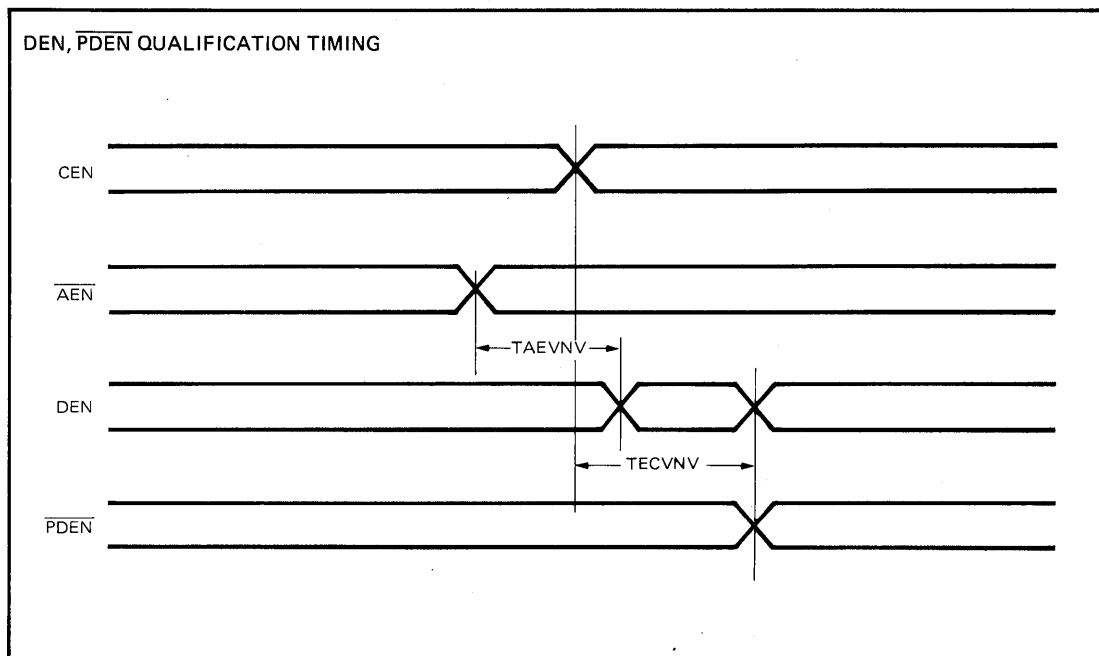 DEN, PDEN QUALIFICATION TIMING
CEN
AEN
TAEVNV
DEN
TECVNV
PDEN